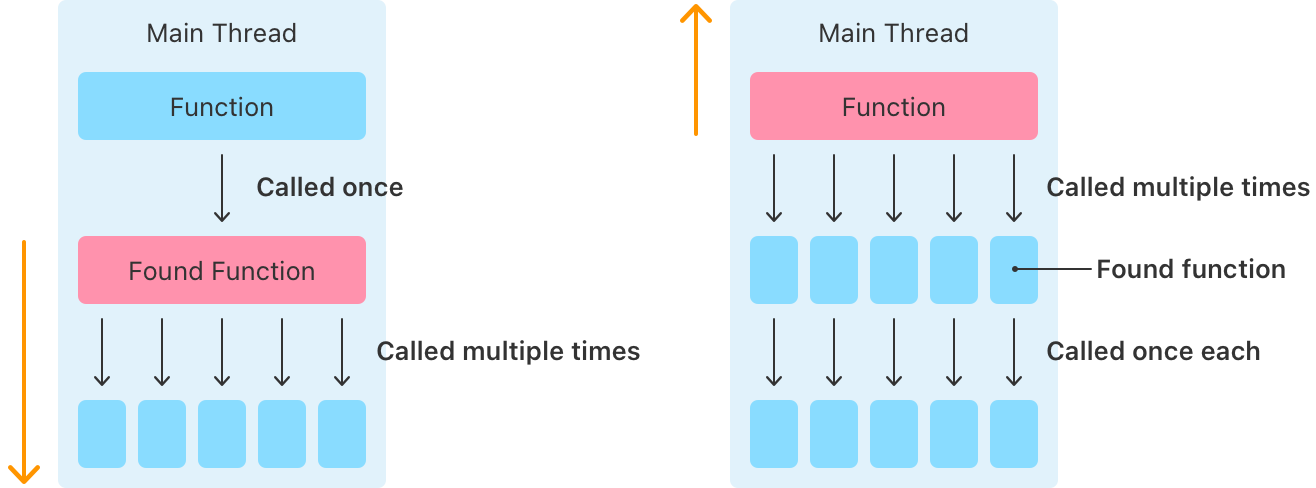 Main Thread
Function
Called once
Found Function
Called multiple times
Main Thread
Function
Called multiple times
Found function
Called once each